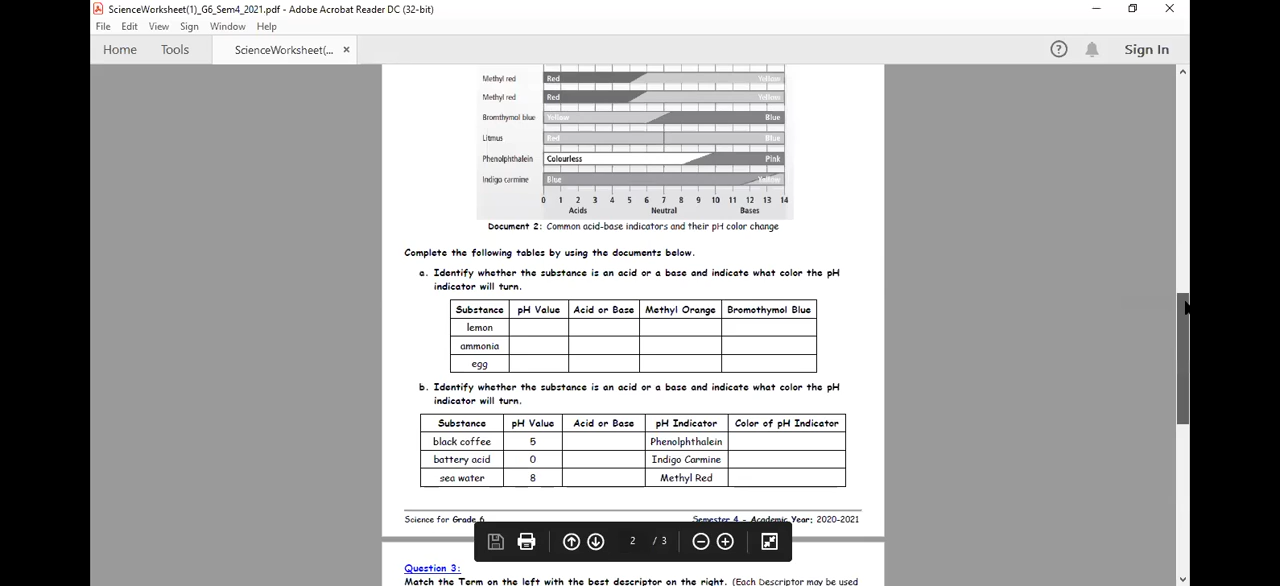 ScienceWorksheet(1)_G6_Sem4_2021.pdf - Adobe Acrobat Reader DC (32-bit)
File Edit View Sign Window Help
Home Tools ScienceWorksheet(... × ? Sign In
Methyl red Red Yellow
Methyl red Red Yellow
Bromthymol blue Yellow Blue
Litmus Red Blue
Phenolphthalein Colourless Pink
Indigo carmine Blue Yellow
0 1 2 3 4 5 6 7 8 9 10 11 12 13 14
Acids Neutral Bases
Document 2: Common acid-base indicators and their pH color change
Complete the following tables by using the documents below.
a. Identify whether the substance is an acid or a base and indicate what color the pH
indicator will turn.
Substance pH Value Acid or Base Methyl Orange Bromothymol Blue
lemon
ammonia
egg
b. Identify whether the substance is an acid or a base and indicate what color the pH
indicator will turn.
Substance pH Value Acid or Base pH Indicator Color of pH Indicator
black coffee 5 Phenolphthalein
battery acid 0 Indigo Carmine
sea water 8 Methyl Red
Science for Grade 6 Semester 4 - Academic Year: 2020-2021
2 / 3
Question 3:
Match the Term on the left with the best descriptor on the right. (Each Descriptor may be used